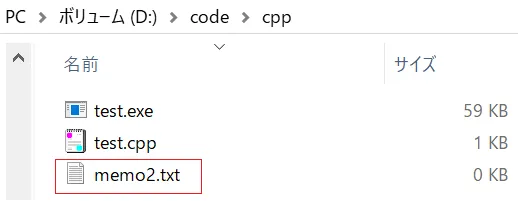 PC > ボリューム (D:) > code > cpp
名前 サイズ
test.exe 59 KB
test.cpp 1 KB
memo2.txt 0 KB